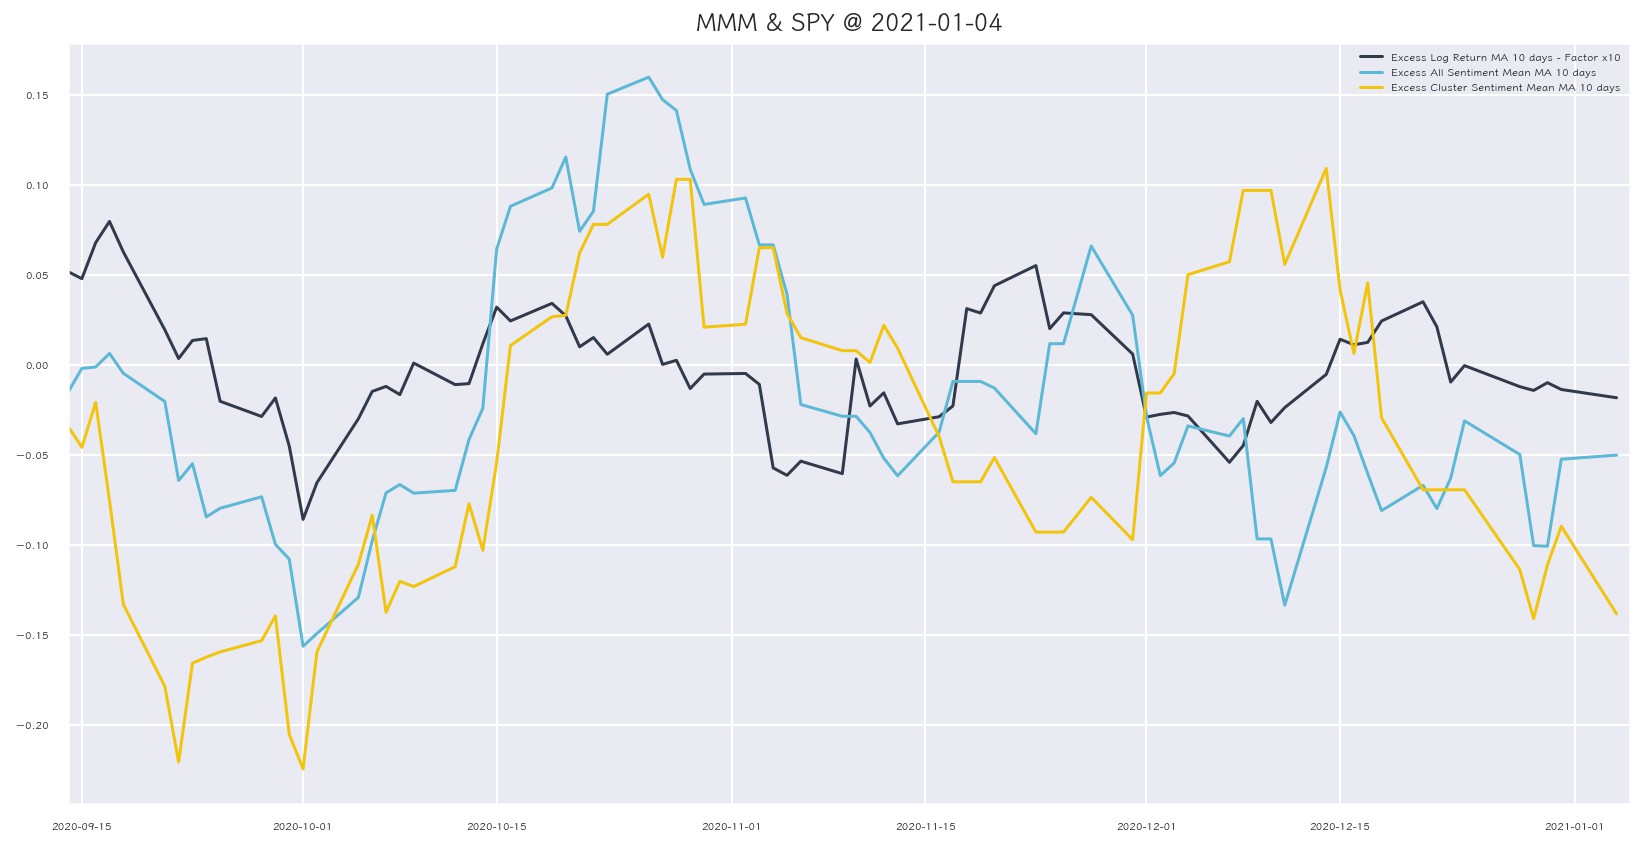 MMM & SPY @ 2021-01-04
Excess Log Return MA 10 days - Factor x10
Excess All Sentiment Mean MA 10 days
Excess Cluster Sentiment Mean MA 10 days
0.15
0.10
0.05
0.00
−0.05
−0.10
−0.15
−0.20
2020-09-15 2020-10-01 2020-10-15 2020-11-01 2020-11-15 2020-12-01 2020-12-15 2021-01-01